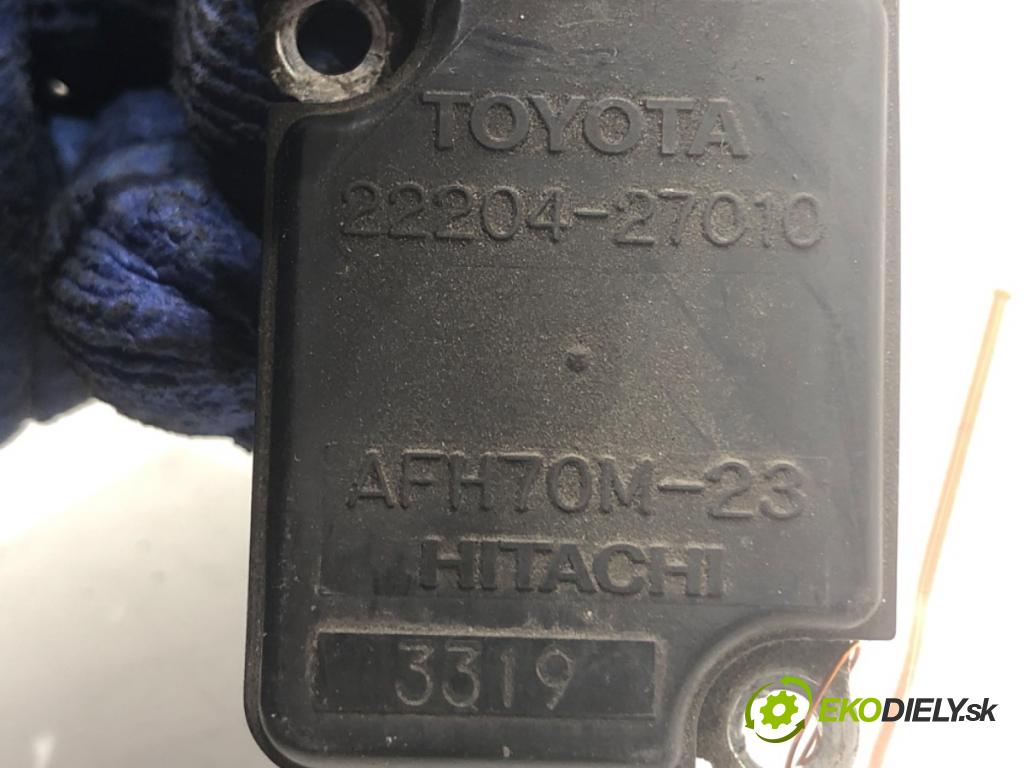 TOYOTA
22204-27010
AFH70M-23
HITACHI
3319
EKODIELY.sk